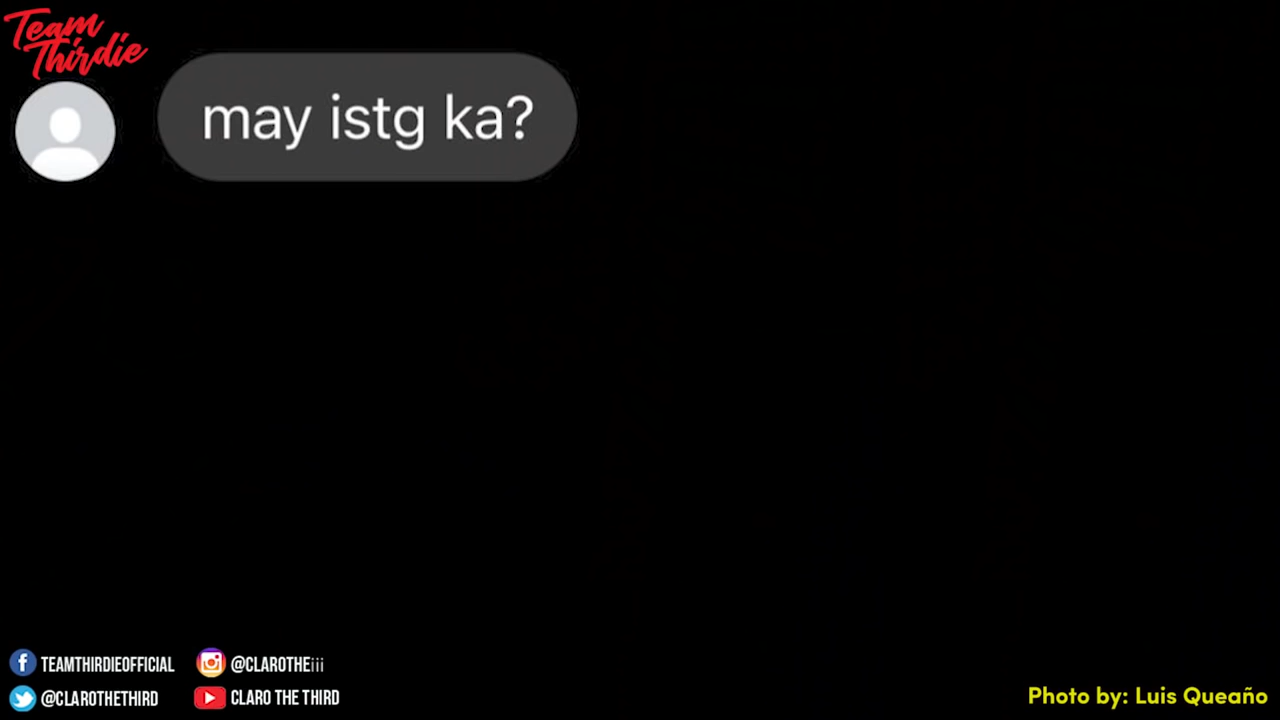 Team
Thirdie
may istg ka?
TEAMTHIRDIEOFFICIAL
@CLAROTHEiii
@CLAROTHETHIRD
CLARO THE THIRD
Photo by: Luis Queaño